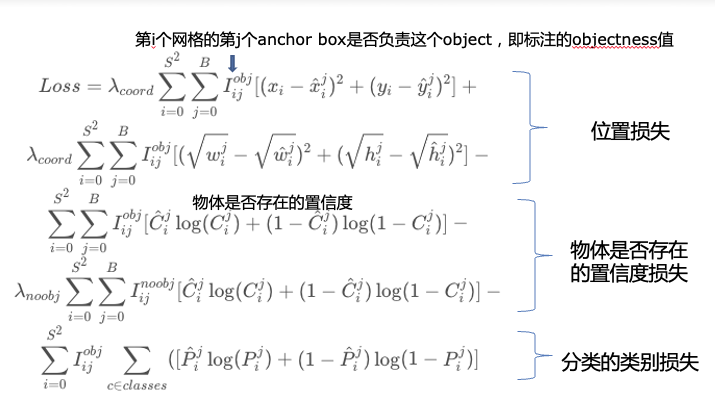 第i个网格的第j个anchor box是否负责这个object，即标注的objectness值
$Loss = \lambda_{coord} \sum_{i=0}^{S^2} \sum_{j=0}^{B} I_{ij}^{obj} [(x_i - \hat{x}_i^j)^2 + (y_i - \hat{y}_i^j)^2] +$
位置损失
$\lambda_{coord} \sum_{i=0}^{S^2} \sum_{j=0}^{B} I_{ij}^{obj} [(\sqrt{w_i^j} - \sqrt{\hat{w}_i^j})^2 + (\sqrt{h_i^j} - \sqrt{\hat{h}_i^j})^2] -$
物体是否存在的置信度
$\sum_{i=0}^{S^2} \sum_{j=0}^{B} I_{ij}^{obj} [\hat{C}_i^j \log(C_i^j) + (1 - \hat{C}_i^j) \log(1 - C_i^j)] -$
物体是否存在
的置信度损失
$\lambda_{noobj} \sum_{i=0}^{S^2} \sum_{j=0}^{B} I_{ij}^{noobj} [\hat{C}_i^j \log(C_i^j) + (1 - \hat{C}_i^j) \log(1 - C_i^j)] -$
$\sum_{i=0}^{S^2} I_{ij}^{obj} \sum_{c \in classes} ([\hat{P}_i^j \log(P_i^j) + (1 - \hat{P}_i^j) \log(1 - P_i^j)]$
分类的类别损失